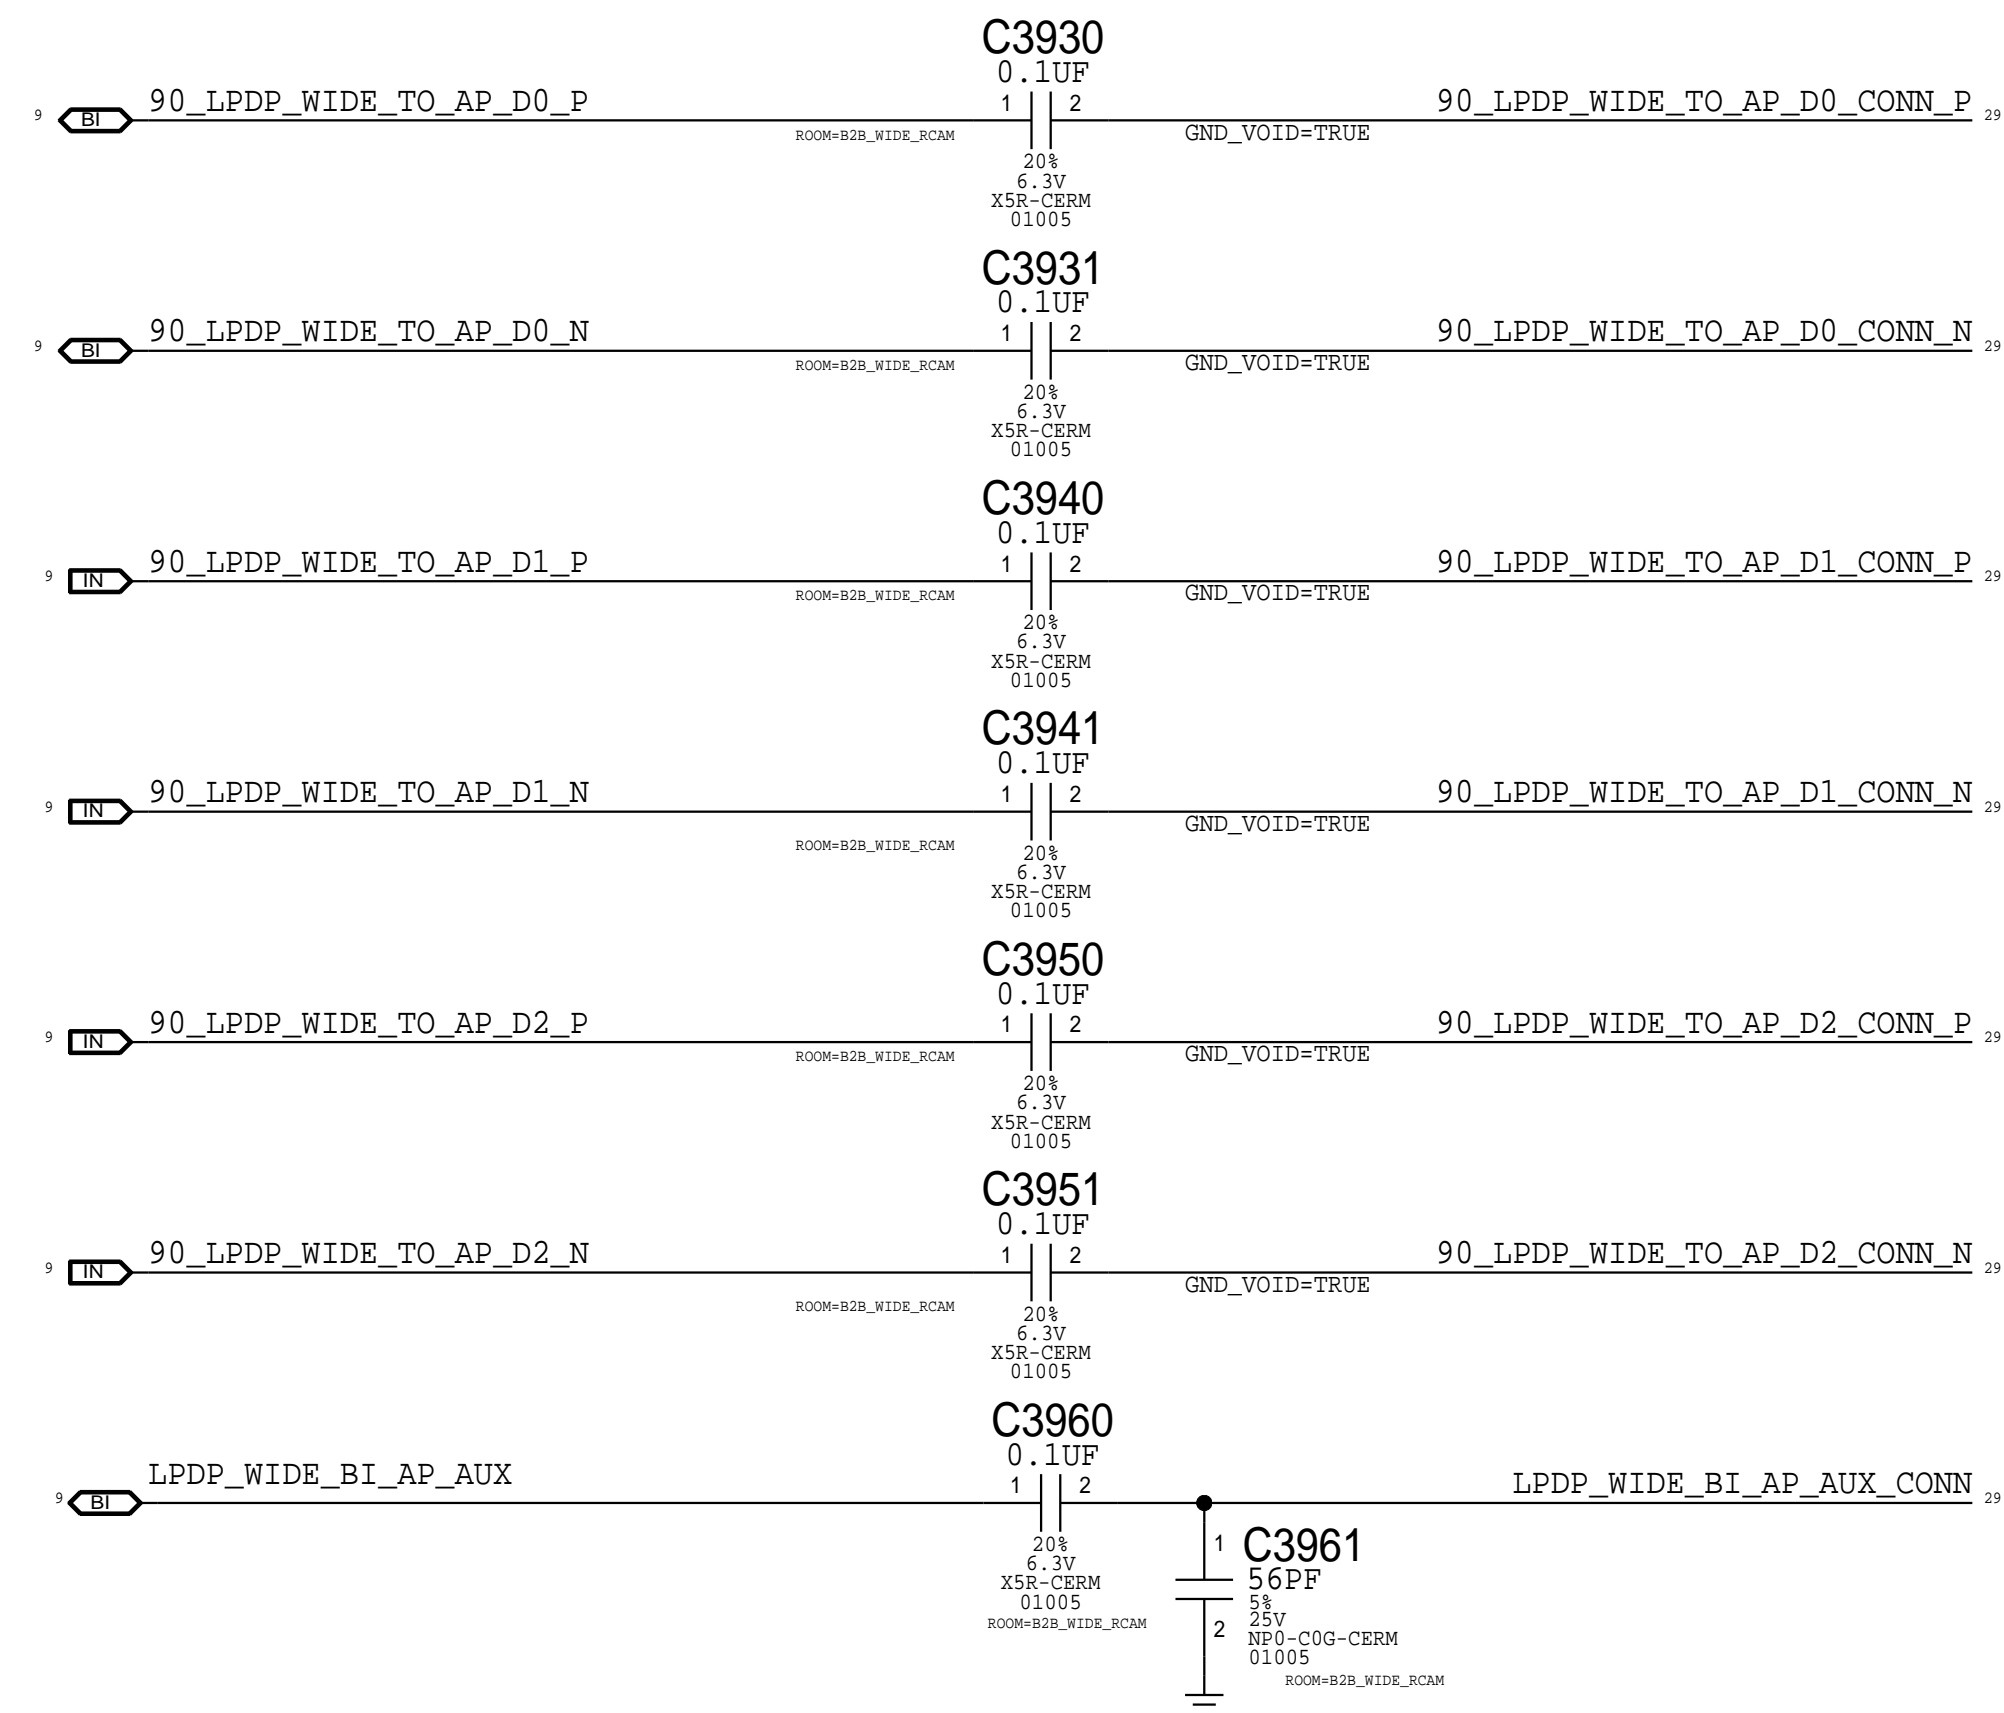 C3930
0.1UF
9 BI 90_LPDP_WIDE_TO_AP_D0_P 1 2 90_LPDP_WIDE_TO_AP_D0_CONN_P 29
ROOM=B2B_WIDE_RCAM GND_VOID=TRUE
20%
6.3V
X5R-CERM
01005
C3931
0.1UF
9 BI 90_LPDP_WIDE_TO_AP_D0_N 1 2 90_LPDP_WIDE_TO_AP_D0_CONN_N 29
ROOM=B2B_WIDE_RCAM GND_VOID=TRUE
20%
6.3V
X5R-CERM
01005
C3940
0.1UF
9 IN 90_LPDP_WIDE_TO_AP_D1_P 1 2 90_LPDP_WIDE_TO_AP_D1_CONN_P 29
ROOM=B2B_WIDE_RCAM GND_VOID=TRUE
20%
6.3V
X5R-CERM
01005
C3941
0.1UF
9 IN 90_LPDP_WIDE_TO_AP_D1_N 1 2 90_LPDP_WIDE_TO_AP_D1_CONN_N 29
ROOM=B2B_WIDE_RCAM GND_VOID=TRUE
20%
6.3V
X5R-CERM
01005
C3950
0.1UF
9 IN 90_LPDP_WIDE_TO_AP_D2_P 1 2 90_LPDP_WIDE_TO_AP_D2_CONN_P 29
ROOM=B2B_WIDE_RCAM GND_VOID=TRUE
20%
6.3V
X5R-CERM
01005
C3951
0.1UF
9 IN 90_LPDP_WIDE_TO_AP_D2_N 1 2 90_LPDP_WIDE_TO_AP_D2_CONN_N 29
ROOM=B2B_WIDE_RCAM GND_VOID=TRUE
20%
6.3V
X5R-CERM
01005
C3960
0.1UF
9 BI LPDP_WIDE_BI_AP_AUX 1 2 LPDP_WIDE_BI_AP_AUX_CONN 29
20%
6.3V
X5R-CERM
01005
ROOM=B2B_WIDE_RCAM
1 C3961
56PF
5%
25V
2 NP0-C0G-CERM
01005
ROOM=B2B_WIDE_RCAM